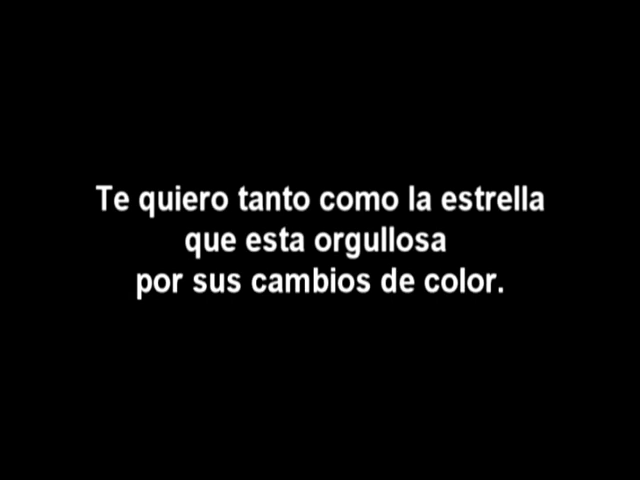 Te quiero tanto como la estrella
que esta orgullosa
por sus cambios de color.